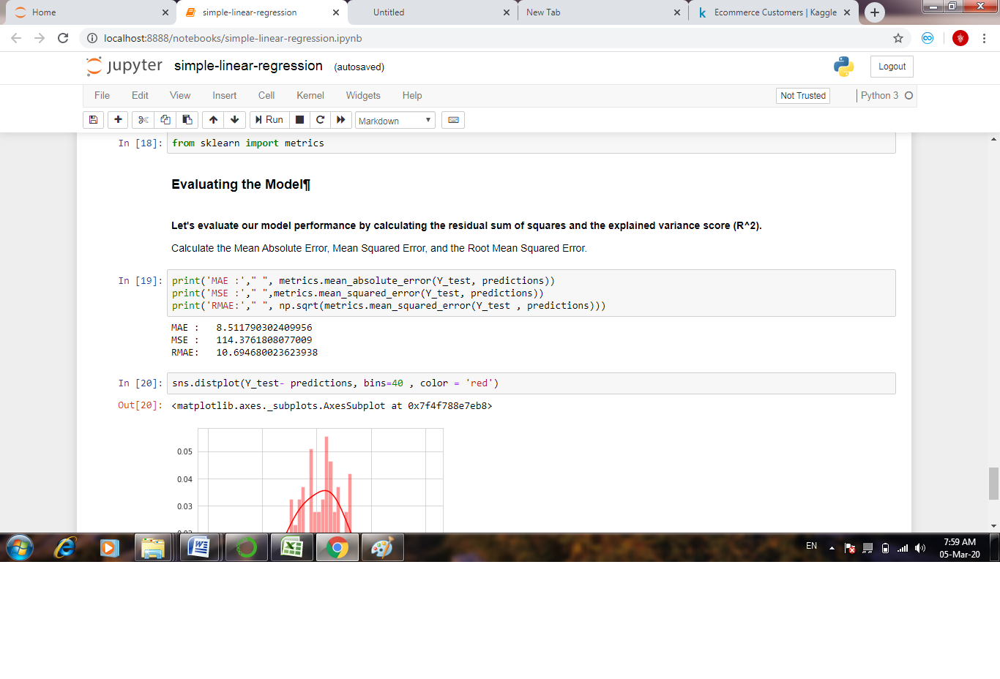 Home
simple-linear-regression
Untitled
New Tab
Ecommerce Customers | Kaggle
localhost:8888/notebooks/simple-linear-regression.ipynb
jupyter simple-linear-regression (autosaved)
Logout
File Edit View Insert Cell Kernel Widgets Help
Not Trusted
Python 3
Run
Markdown
In [18]: from sklearn import metrics
Evaluating the Model¶
Let's evaluate our model performance by calculating the residual sum of squares and the explained variance score (R^2).
Calculate the Mean Absolute Error, Mean Squared Error, and the Root Mean Squared Error.
In [19]: print('MAE :'," ", metrics.mean_absolute_error(Y_test, predictions))
print('MSE :'," ",metrics.mean_squared_error(Y_test, predictions))
print('RMAE:'," ", np.sqrt(metrics.mean_squared_error(Y_test , predictions)))
MAE :   8.511790302409956
MSE :   114.3761808077009
RMAE:   10.694680023623938
In [20]: sns.distplot(Y_test- predictions, bins=40 , color = 'red')
Out[20]: <matplotlib.axes._subplots.AxesSubplot at 0x7f4f788e7eb8>
0.05
0.04
0.03
EN
7:59 AM
05-Mar-20